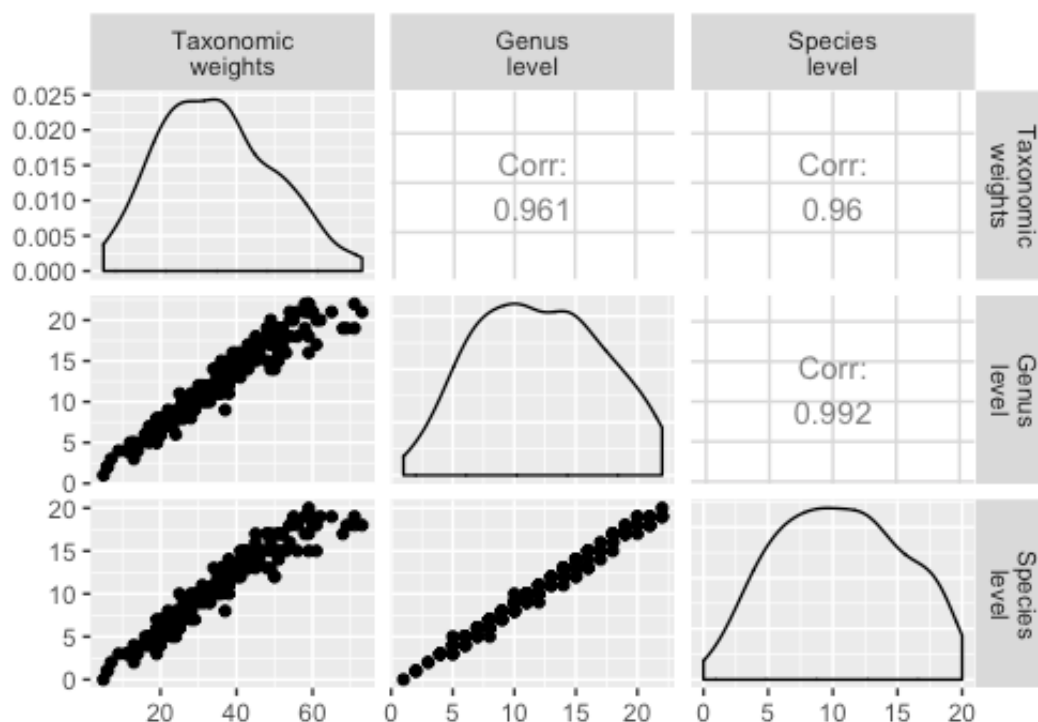 Taxonomic
weights
Genus
level
Species
level
0.025
0.020
0.015
0.010
0.005
0.000
Corr:
0.961
Corr:
0.96
Taxonomic
weights
20
15
10
5
0
Corr:
0.992
Genus
level
20
15
10
5
0
Species
level
20 40 60
0 5 10 15 20
0 5 10 15 20